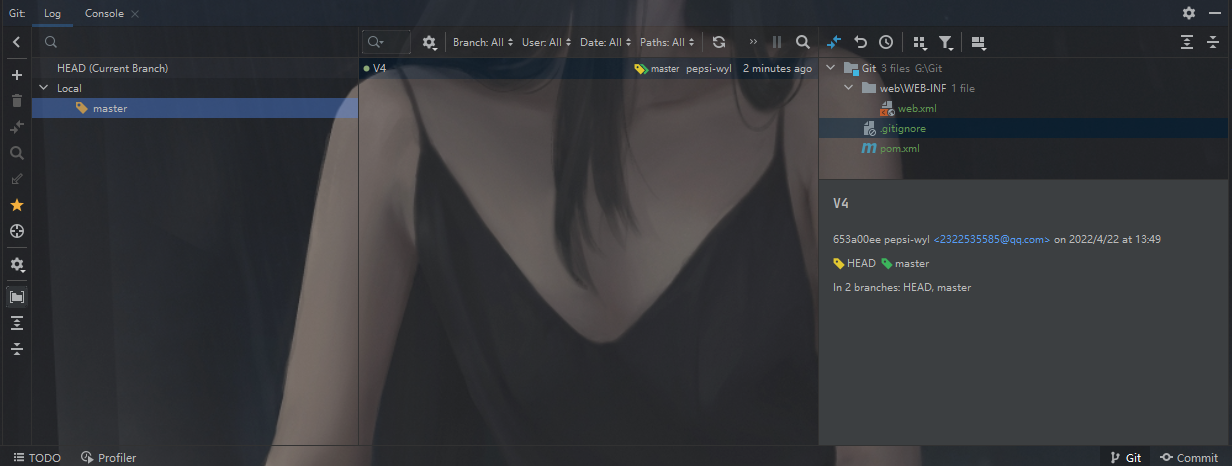 Git: Log Console
Branch: All User: All Date: All Paths: All »
HEAD (Current Branch)
Local
master
V4 master pepsi-wyl 2 minutes ago
Git 3 files G:\Git
web\WEB-INF 1 file
web.xml
.gitignore
pom.xml
V4
653a00ee pepsi-wyl <2322535585@qq.com> on 2022/4/22 at 13:49
HEAD master
In 2 branches: HEAD, master
TODO Profiler Git Commit